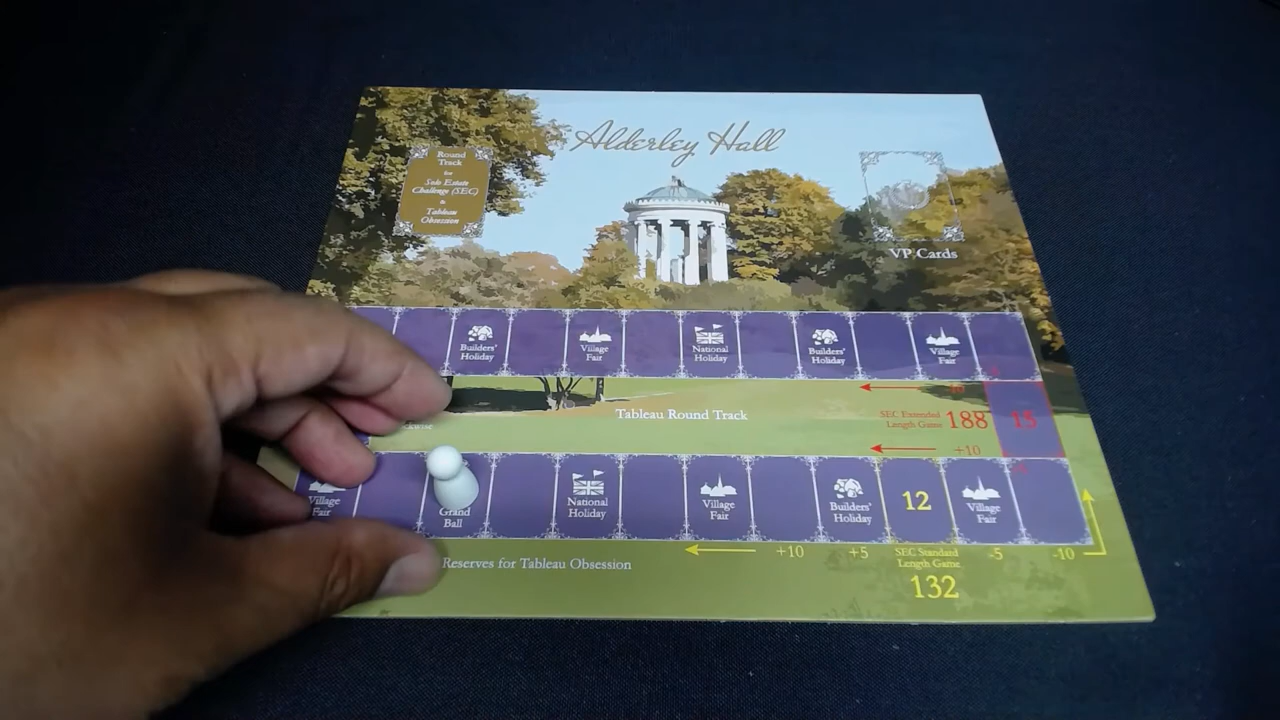 Alderley Hall
Round
Track
for
Solo Estate
Challenge (SEC)
&
Tableau
Obsession
VP Cards
Builders'
Holiday
Village
Fair
National
Holiday
Builders'
Holiday
Village
Fair
Tableau Round Track
SEC Extended
Length Game
188
15
+10
Village
Fair
Grand
Ball
National
Holiday
Village
Fair
Builders'
Holiday
12
Village
Fair
Reserves for Tableau Obsession
+10
+5
SEC Standard
Length Game
132
-5
-10